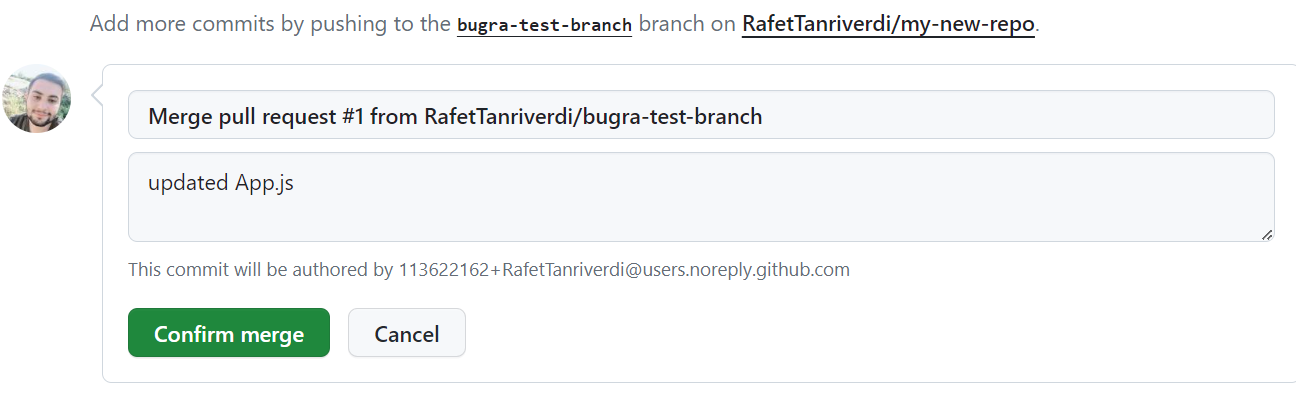 Add more commits by pushing to the bugra-test-branch branch on RafetTanriverdi/my-new-repo.
Merge pull request #1 from RafetTanriverdi/bugra-test-branch
updated App.js
This commit will be authored by 113622162+RafetTanriverdi@users.noreply.github.com
Confirm merge Cancel